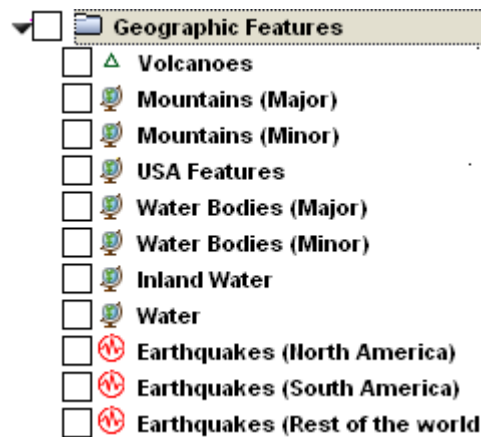 Geographic Features
Volcanoes
Mountains (Major)
Mountains (Minor)
USA Features
Water Bodies (Major)
Water Bodies (Minor)
Inland Water
Water
Earthquakes (North America)
Earthquakes (South America)
Earthquakes (Rest of the world